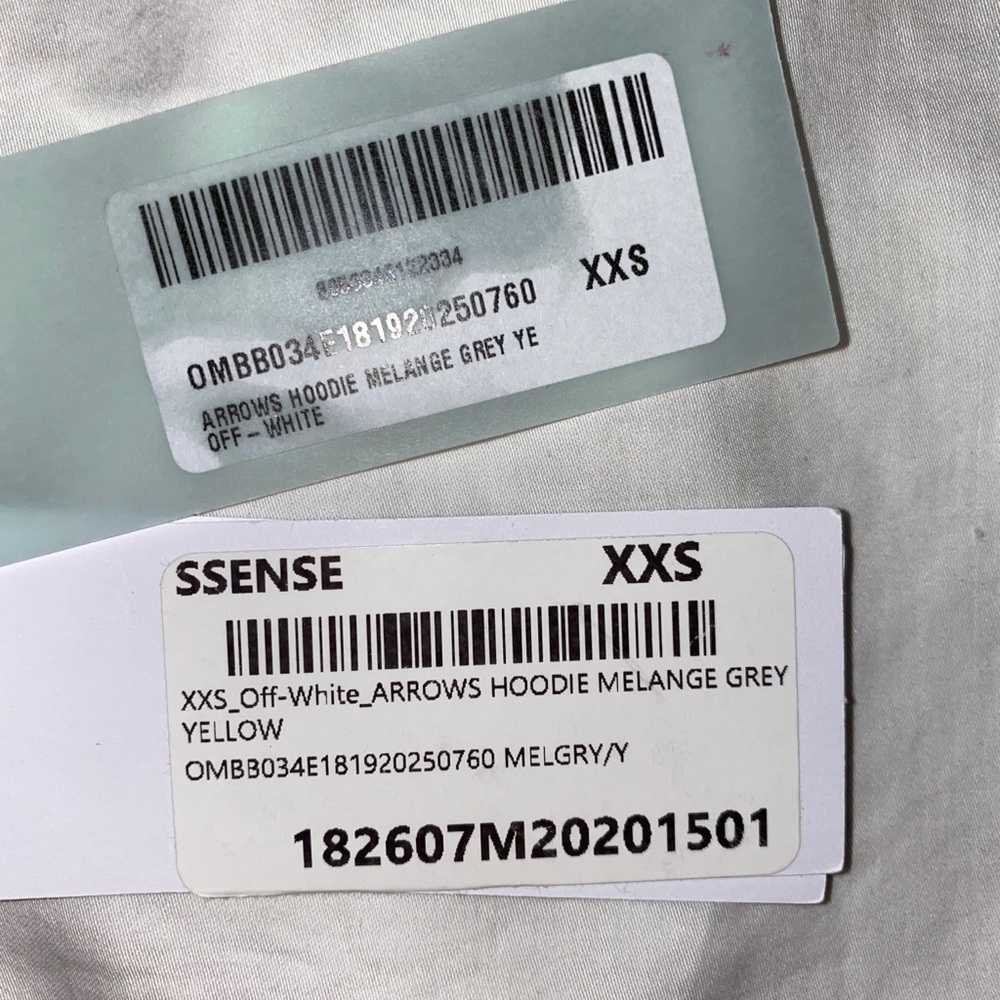 XXS
OMBB034E181920250760
ARROWS HOODIE MELANGE GREY YE
OFF-WHITE
SSENSE XXS
XXS_Off-White_ARROWS HOODIE MELANGE GREY
YELLOW
OMBB034E181920250760 MELGRY/Y
182607M20201501